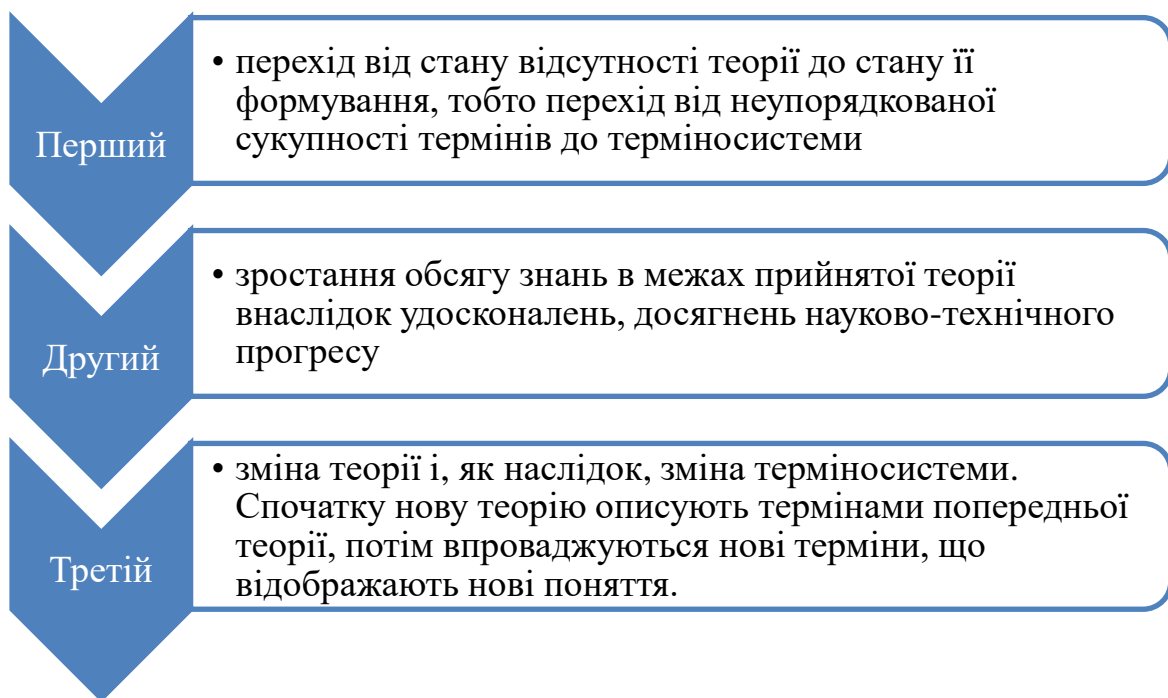 Перший
• перехід від стану відсутності теорії до стану її
формування, тобто перехід від неупорядкованої
сукупності термінів до терміносистеми
Другий
• зростання обсягу знань в межах прийнятої теорії
внаслідок удосконалень, досягнень науково-технічного
прогресу
Третій
• зміна теорії і, як наслідок, зміна терміносистеми.
Спочатку нову теорію описують термінами попередньої
теорії, потім впроваджуються нові терміни, що
відображають нові поняття.